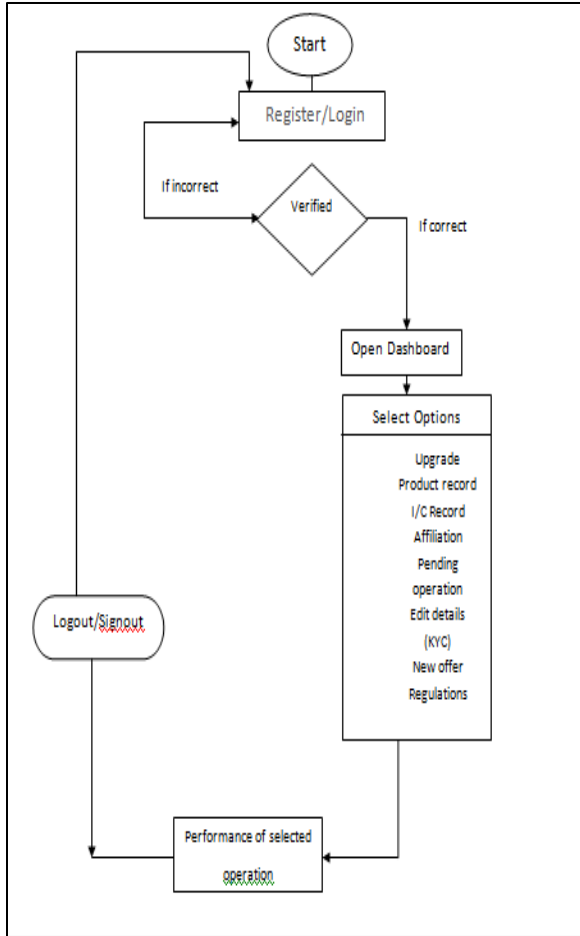 Start
Register/Login
If incorrect
Verified
If correct
Open Dashboard
Select Options
Upgrade
Product record
I/C Record
Affiliation
Pending
operation
Edit details
(KYC)
New offer
Regulations
Logout/Signout
Performance of selected
operation